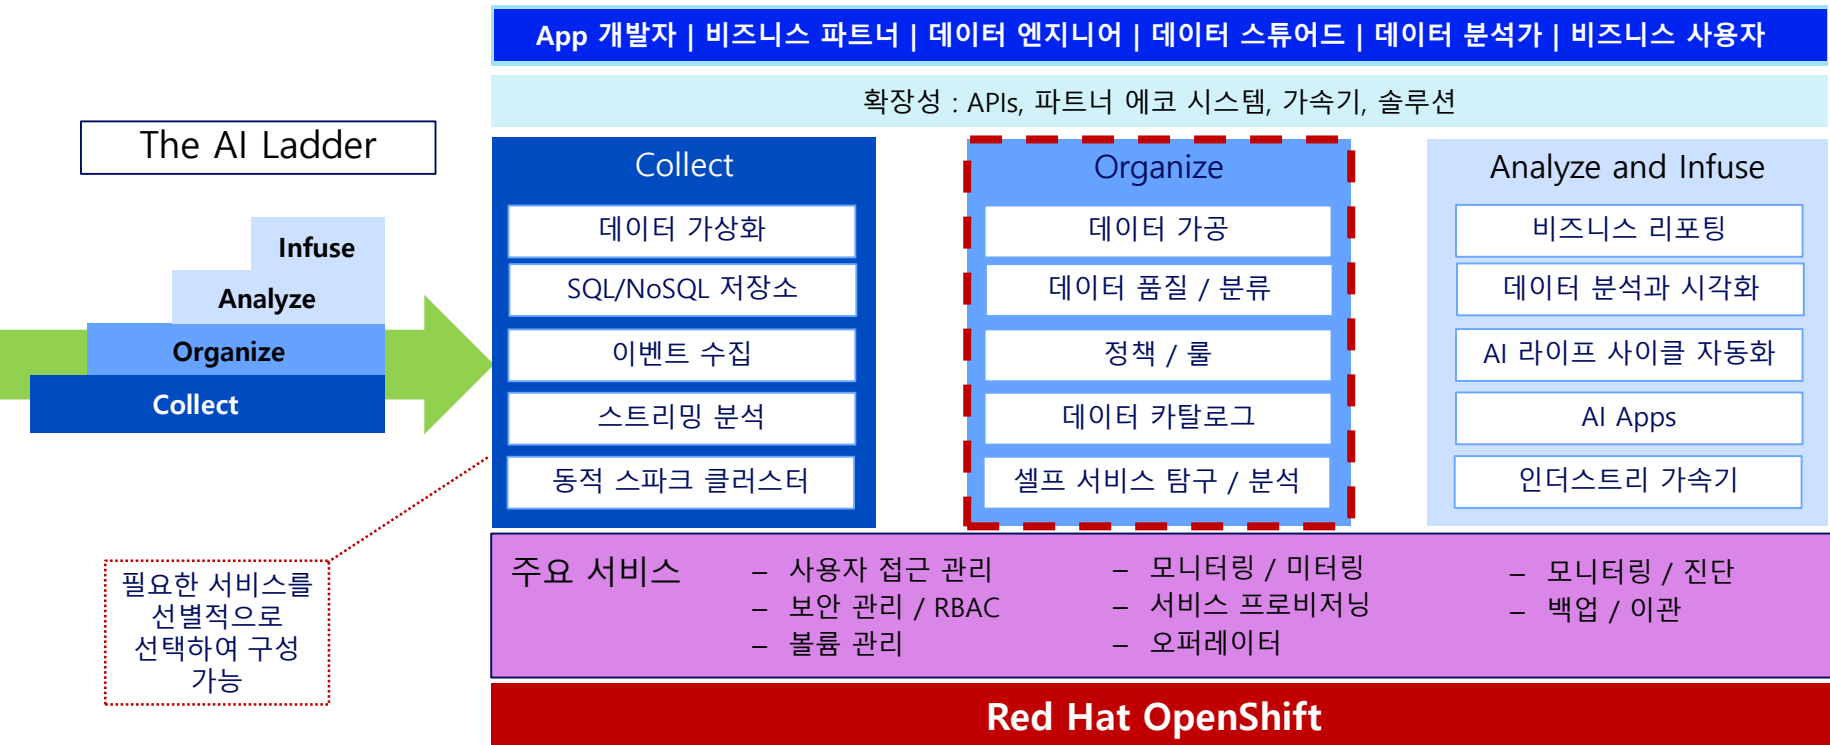 App 개발자 | 비즈니스 파트너 | 데이터 엔지니어 | 데이터 스튜어드 | 데이터 분석가 | 비즈니스 사용자
확장성 : APIs, 파트너 에코 시스템, 가속기, 솔루션
The AI Ladder
Infuse
Analyze
Organize
Collect
필요한 서비스를
선별적으로
선택하여 구성
가능
Collect
데이터 가상화
SQL/NoSQL 저장소
이벤트 수집
스트리밍 분석
동적 스파크 클러스터
Organize
데이터 가공
데이터 품질 / 분류
정책 / 룰
데이터 카탈로그
셀프 서비스 탐구 / 분석
Analyze and Infuse
비즈니스 리포팅
데이터 분석과 시각화
AI 라이프 사이클 자동화
AI Apps
인더스트리 가속기
주요 서비스
– 사용자 접근 관리
– 보안 관리 / RBAC
– 볼륨 관리
– 모니터링 / 미터링
– 서비스 프로비저닝
– 오퍼레이터
– 모니터링 / 진단
– 백업 / 이관
Red Hat OpenShift